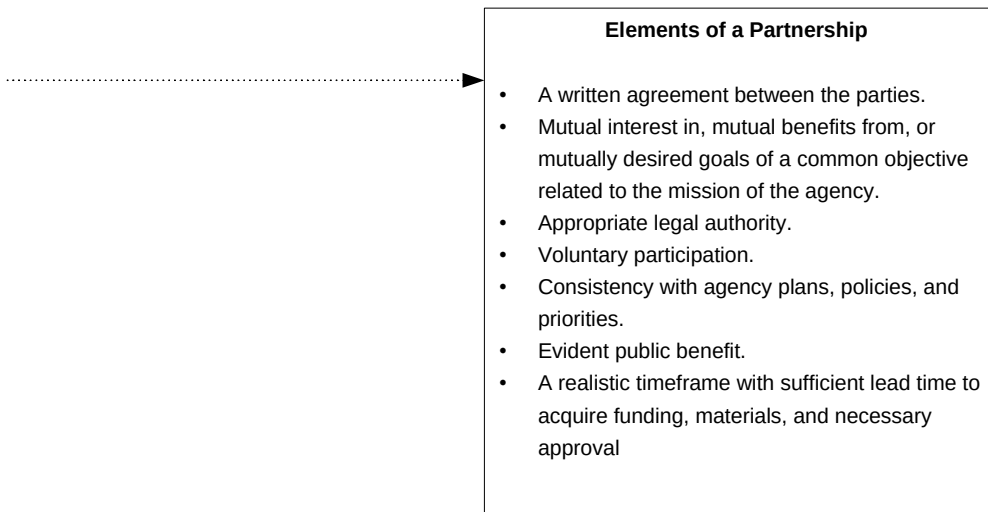 Elements of a Partnership
• A written agreement between the parties.
• Mutual interest in, mutual benefits from, or
mutually desired goals of a common objective
related to the mission of the agency.
• Appropriate legal authority.
• Voluntary participation.
• Consistency with agency plans, policies, and
priorities.
• Evident public benefit.
• A realistic timeframe with sufficient lead time to
acquire funding, materials, and necessary
approval